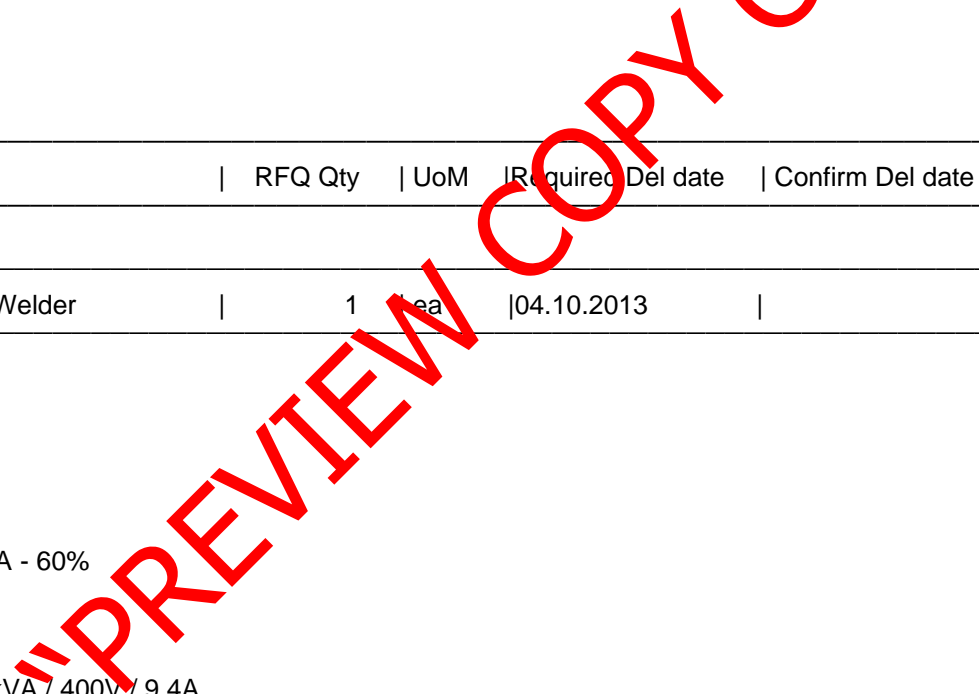 | RFQ Qty | UoM |Required Del date | Confirm Del date
Welder | 1 | ea |04.10.2013 |
A - 60%
VA / 400V / 9.4A
"PREVIEW COPY